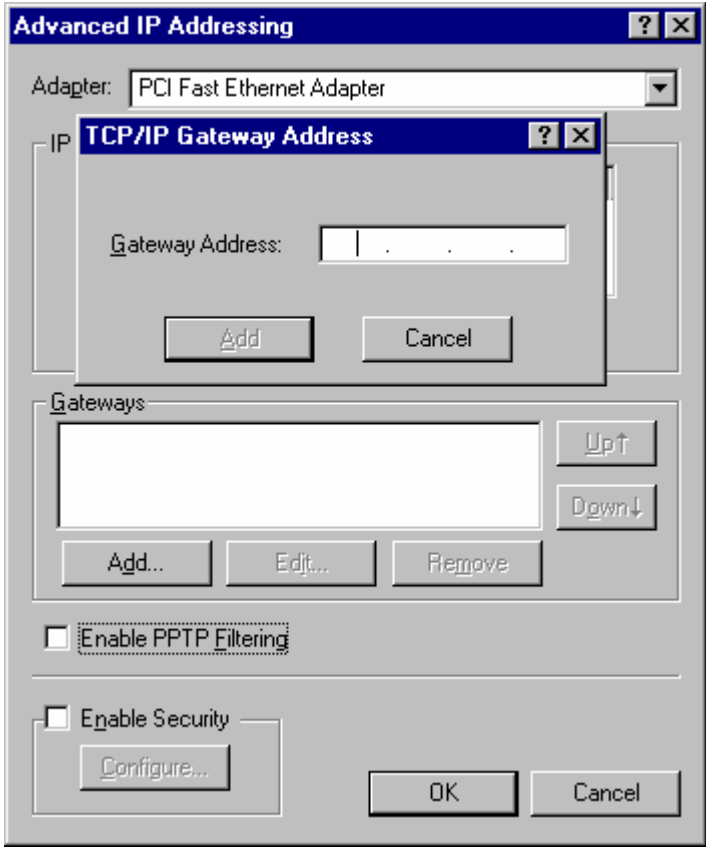 Advanced IP Addressing
Adapter: PCI Fast Ethernet Adapter
IP
TCP/IP Gateway Address
Gateway Address: . . .
Add Cancel
Gateways
Up↑
Down↓
Add... Edit... Remove
Enable PPTP Filtering
Enable Security
Configure...
OK Cancel